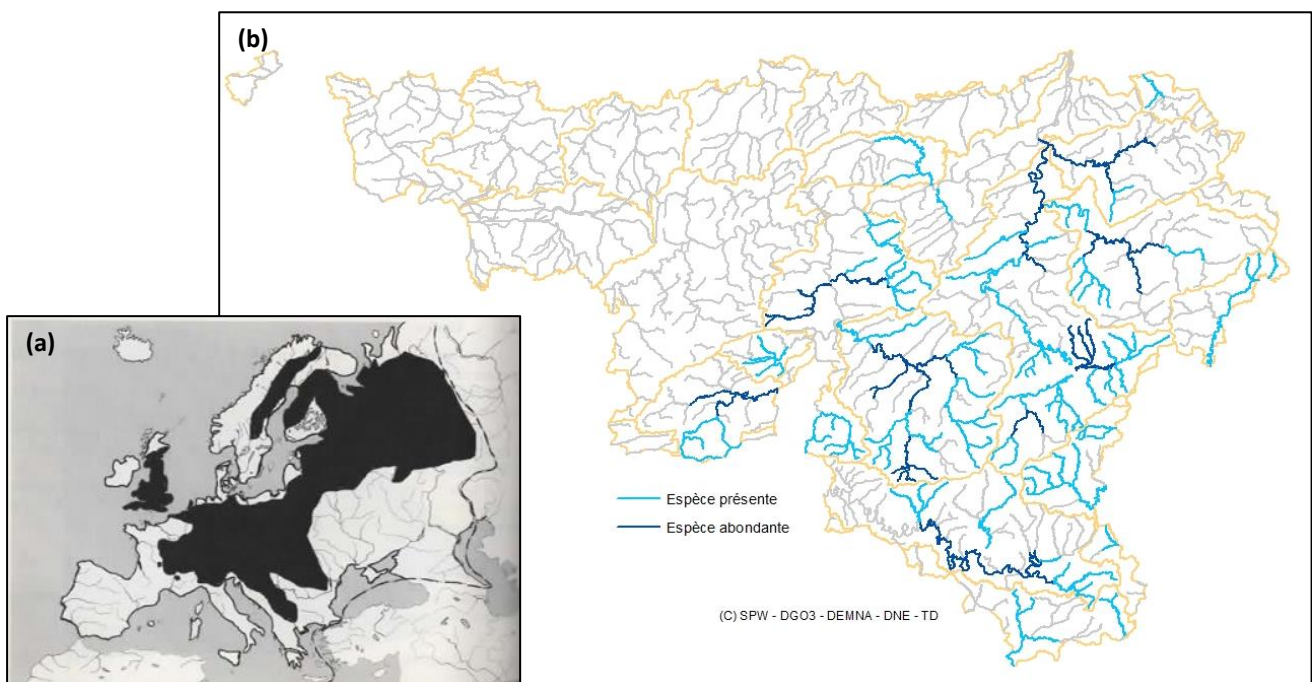 (b)
(a)
Espèce présente
Espèce abondante
(C) SPW - DGO3 - DEMNA - DNE - TD